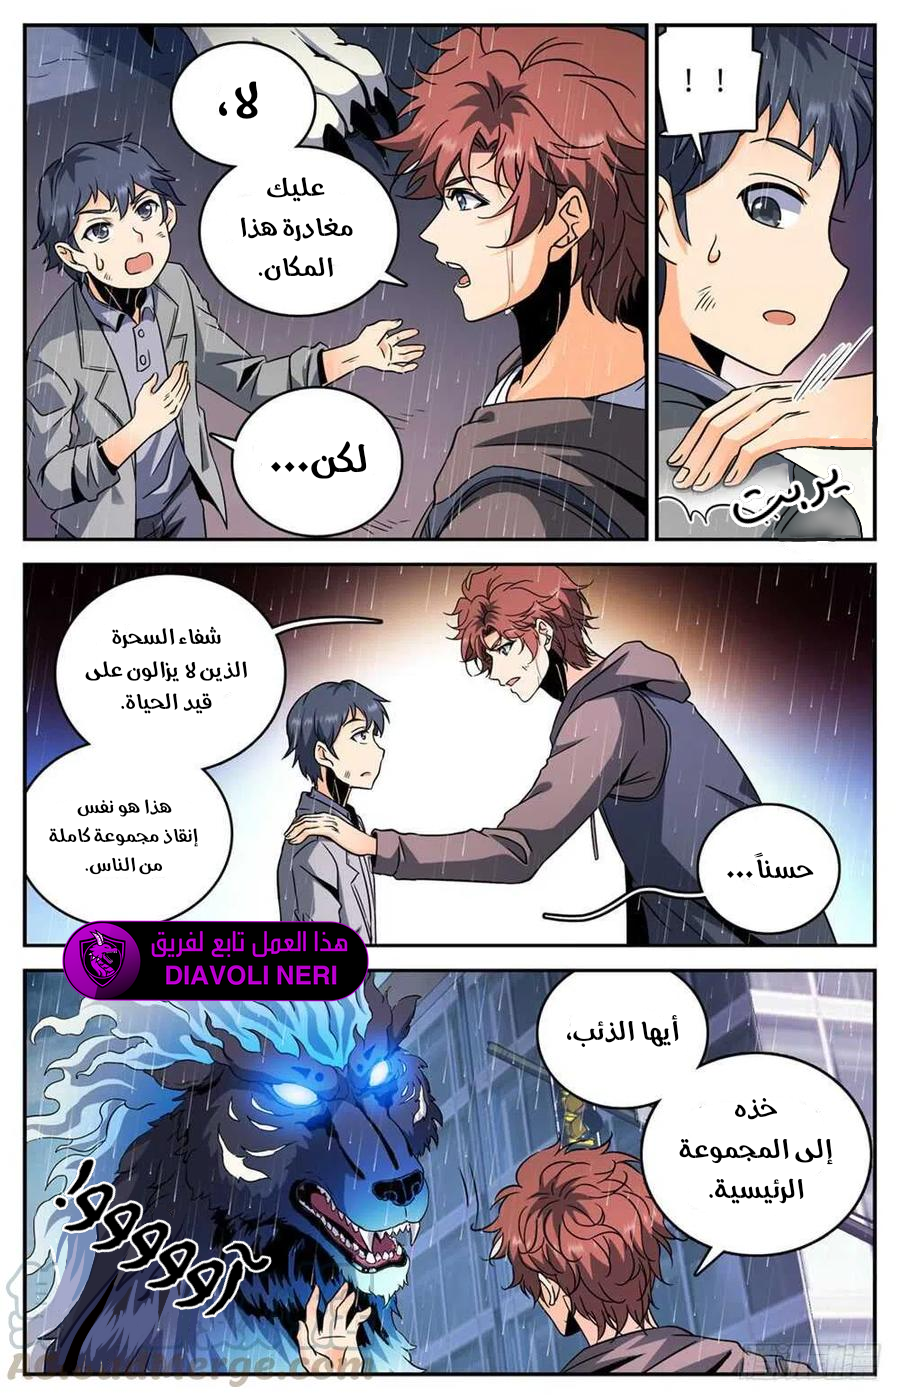 ! !
لا،
عليك
مغادرة هذا
المكان.
لكن...
يربت
شفاء السحرة
الذين لا يزالون على
قيد الحياة.
هذا هو نفس
إنقاذ مجموعة كاملة
من الناس.
حسناً...
هذا العمل تابع لفريق
DIAVOLI NERI
أيها الذئب،
خذه
إلى المجموعة
الرئيسية.
آووووو!